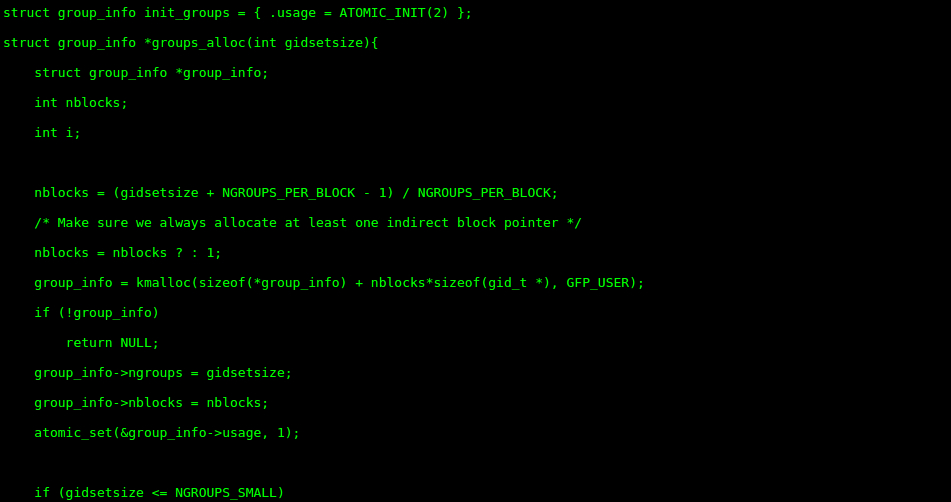 struct group_info init_groups = { .usage = ATOMIC_INIT(2) };
struct group_info *groups_alloc(int gidsetsize){
    struct group_info *group_info;
    int nblocks;
    int i;

    nblocks = (gidsetsize + NGROUPS_PER_BLOCK - 1) / NGROUPS_PER_BLOCK;
    /* Make sure we always allocate at least one indirect block pointer */
    nblocks = nblocks ? : 1;
    group_info = kmalloc(sizeof(*group_info) + nblocks*sizeof(gid_t *), GFP_USER);
    if (!group_info)
        return NULL;
    group_info->ngroups = gidsetsize;
    group_info->nblocks = nblocks;
    atomic_set(&group_info->usage, 1);

    if (gidsetsize <= NGROUPS_SMALL)